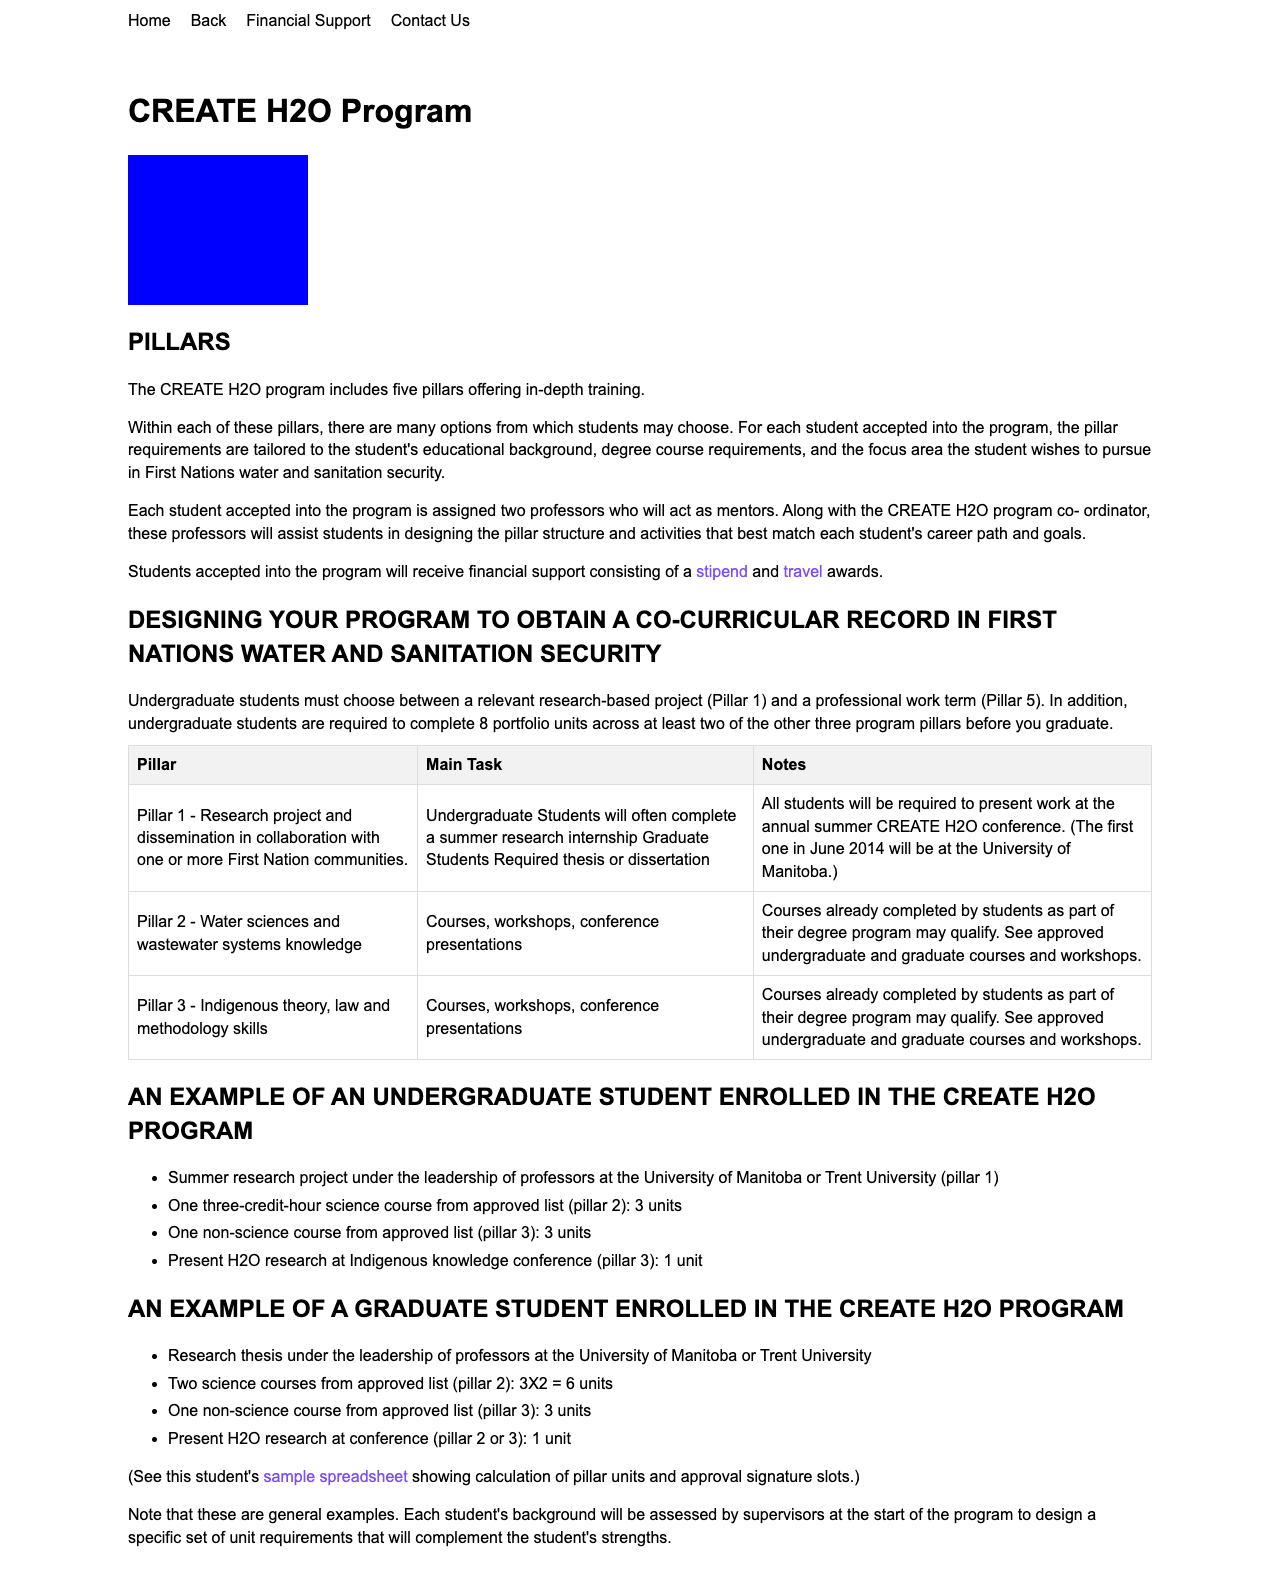 Home Back Financial Support Contact Us
CREATE H2O Program
PILLARS
The CREATE H2O program includes five pillars offering in-depth training.
Within each of these pillars, there are many options from which students may choose. For each student accepted into the program, the pillar
requirements are tailored to the student's educational background, degree course requirements, and the focus area the student wishes to pursue
in First Nations water and sanitation security.
Each student accepted into the program is assigned two professors who will act as mentors. Along with the CREATE H2O program co- ordinator,
these professors will assist students in designing the pillar structure and activities that best match each student's career path and goals.
Students accepted into the program will receive financial support consisting of a stipend and travel awards.
DESIGNING YOUR PROGRAM TO OBTAIN A CO-CURRICULAR RECORD IN FIRST
NATIONS WATER AND SANITATION SECURITY
Undergraduate students must choose between a relevant research-based project (Pillar 1) and a professional work term (Pillar 5). In addition,
undergraduate students are required to complete 8 portfolio units across at least two of the other three program pillars before you graduate.
Pillar Main Task Notes
Pillar 1 - Research project and
dissemination in collaboration with
one or more First Nation communities.
Undergraduate Students will often complete
a summer research internship Graduate
Students Required thesis or dissertation
All students will be required to present work at the
annual summer CREATE H2O conference. (The first
one in June 2014 will be at the University of
Manitoba.)
Pillar 2 - Water sciences and
wastewater systems knowledge
Courses, workshops, conference
presentations
Courses already completed by students as part of
their degree program may qualify. See approved
undergraduate and graduate courses and workshops.
Pillar 3 - Indigenous theory, law and
methodology skills
Courses, workshops, conference
presentations
Courses already completed by students as part of
their degree program may qualify. See approved
undergraduate and graduate courses and workshops.
AN EXAMPLE OF AN UNDERGRADUATE STUDENT ENROLLED IN THE CREATE H2O
PROGRAM
• Summer research project under the leadership of professors at the University of Manitoba or Trent University (pillar 1)
• One three-credit-hour science course from approved list (pillar 2): 3 units
• One non-science course from approved list (pillar 3): 3 units
• Present H2O research at Indigenous knowledge conference (pillar 3): 1 unit
AN EXAMPLE OF A GRADUATE STUDENT ENROLLED IN THE CREATE H2O PROGRAM
• Research thesis under the leadership of professors at the University of Manitoba or Trent University
• Two science courses from approved list (pillar 2): 3X2 = 6 units
• One non-science course from approved list (pillar 3): 3 units
• Present H2O research at conference (pillar 2 or 3): 1 unit
(See this student's sample spreadsheet showing calculation of pillar units and approval signature slots.)
Note that these are general examples. Each student's background will be assessed by supervisors at the start of the program to design a
specific set of unit requirements that will complement the student's strengths.